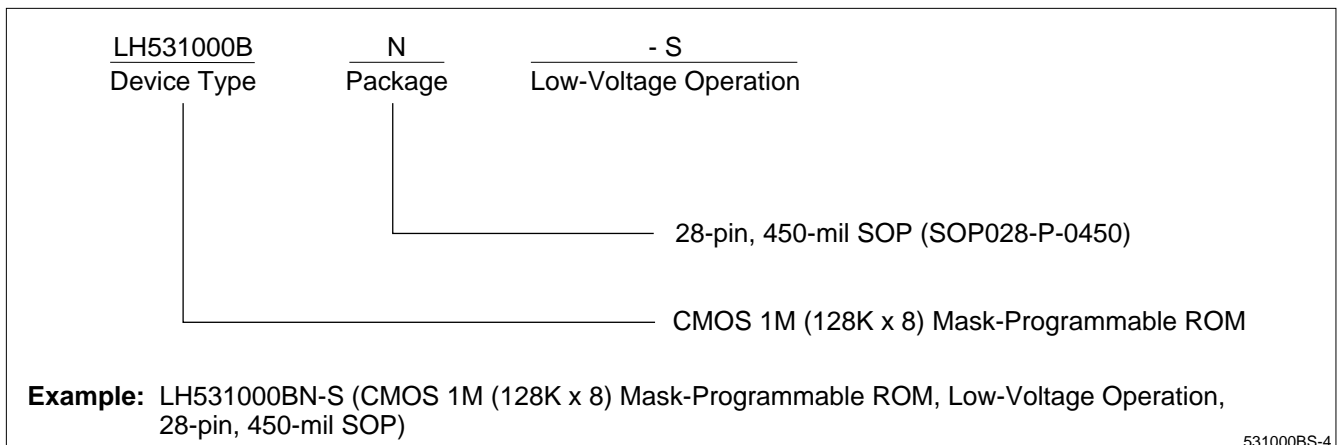 LH531000B N - S
Device Type Package Low-Voltage Operation
28-pin, 450-mil SOP (SOP028-P-0450)
CMOS 1M (128K x 8) Mask-Programmable ROM
Example: LH531000BN-S (CMOS 1M (128K x 8) Mask-Programmable ROM, Low-Voltage Operation,
28-pin, 450-mil SOP)
531000BS-4